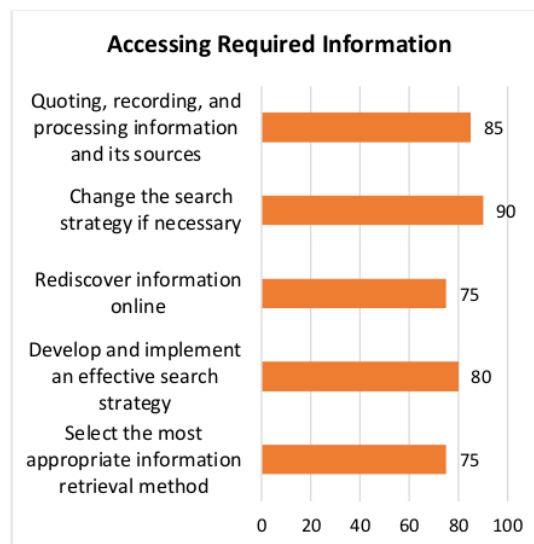 Accessing Required Information
Quoting, recording, and
processing information
and its sources
85
Change the search
strategy if necessary
90
Rediscover information
online
75
Develop and implement
an effective search
strategy
80
Select the most
appropriate information
retrieval method
75
0 20 40 60 80 100